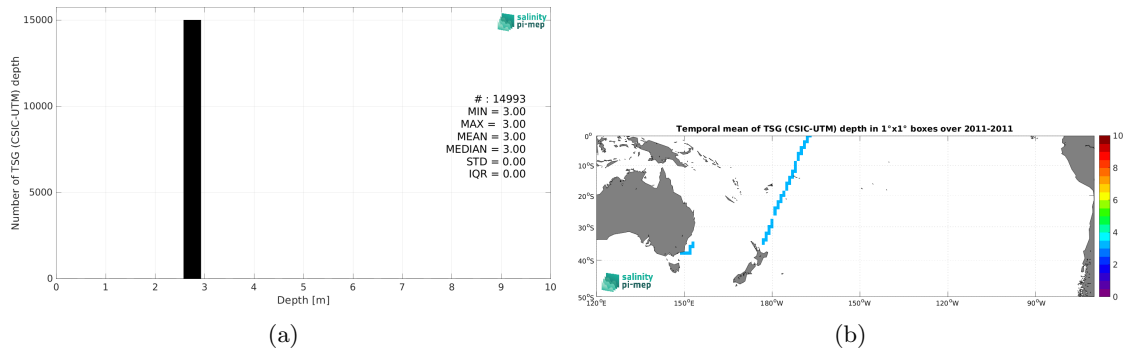 15000
10000
5000
0
Number of TSG (CSIC-UTM) depth
salinity
pi-mep
# : 14993
MIN = 3.00
MAX = 3.00
MEAN = 3.00
MEDIAN = 3.00
STD = 0.00
IQR = 0.00
0 1 2 3 4 5 6 7 8 9 10
Depth [m]
(a)
Temporal mean of TSG (CSIC-UTM) depth in 1°x1° boxes over 2011-2011
0°
10°S
20°S
30°S
40°S
50°S
120°E 150°E 180°W 150°W 120°W 90°W
salinity
pi-mep
10
8
6
4
2
0
(b)